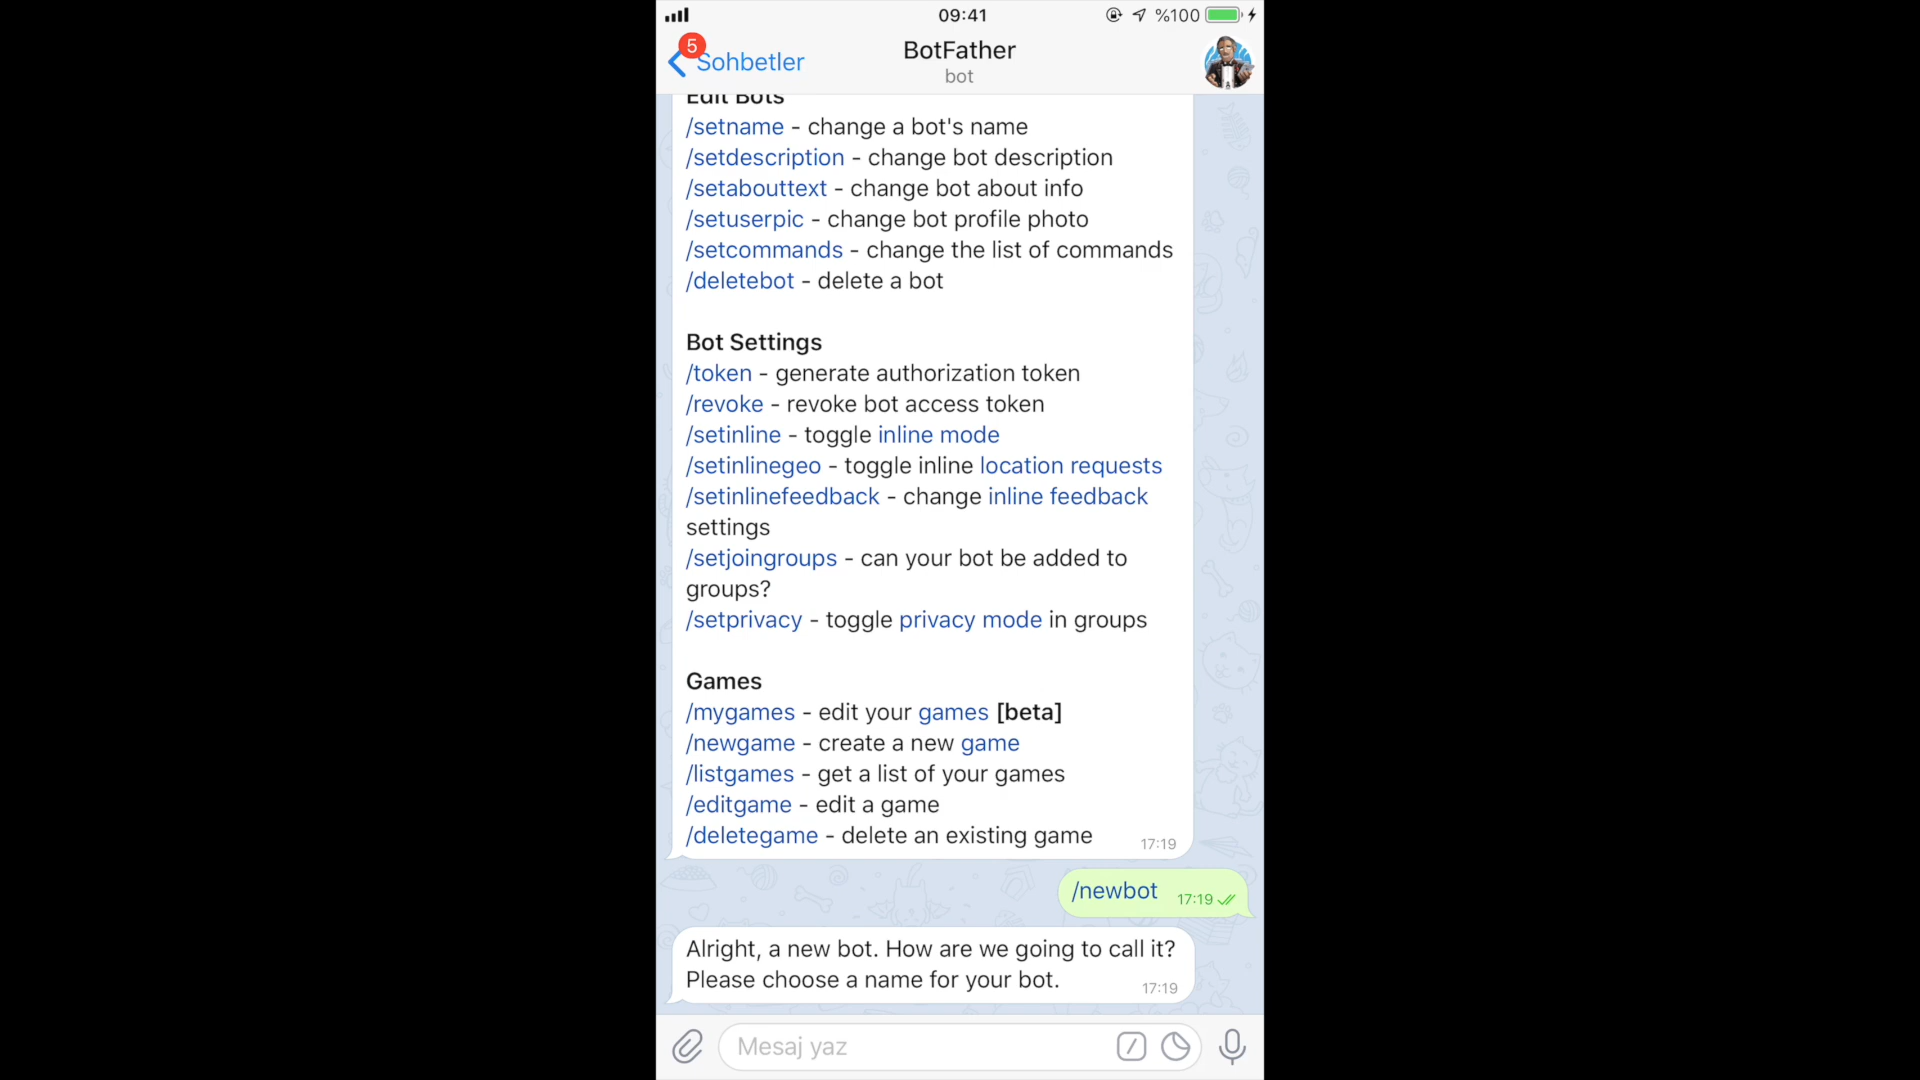 09:41
%100
5
Sohbetler
BotFather
bot
Edit Bots
/setname - change a bot's name
/setdescription - change bot description
/setabouttext - change bot about info
/setuserpic - change bot profile photo
/setcommands - change the list of commands
/deletebot - delete a bot
Bot Settings
/token - generate authorization token
/revoke - revoke bot access token
/setinline - toggle inline mode
/setinlinegeo - toggle inline location requests
/setinlinefeedback - change inline feedback
settings
/setjoingroups - can your bot be added to
groups?
/setprivacy - toggle privacy mode in groups
Games
/mygames - edit your games [beta]
/newgame - create a new game
/listgames - get a list of your games
/editgame - edit a game
/deletegame - delete an existing game
17:19
/newbot
17:19
Alright, a new bot. How are we going to call it?
Please choose a name for your bot.
17:19
Mesaj yaz